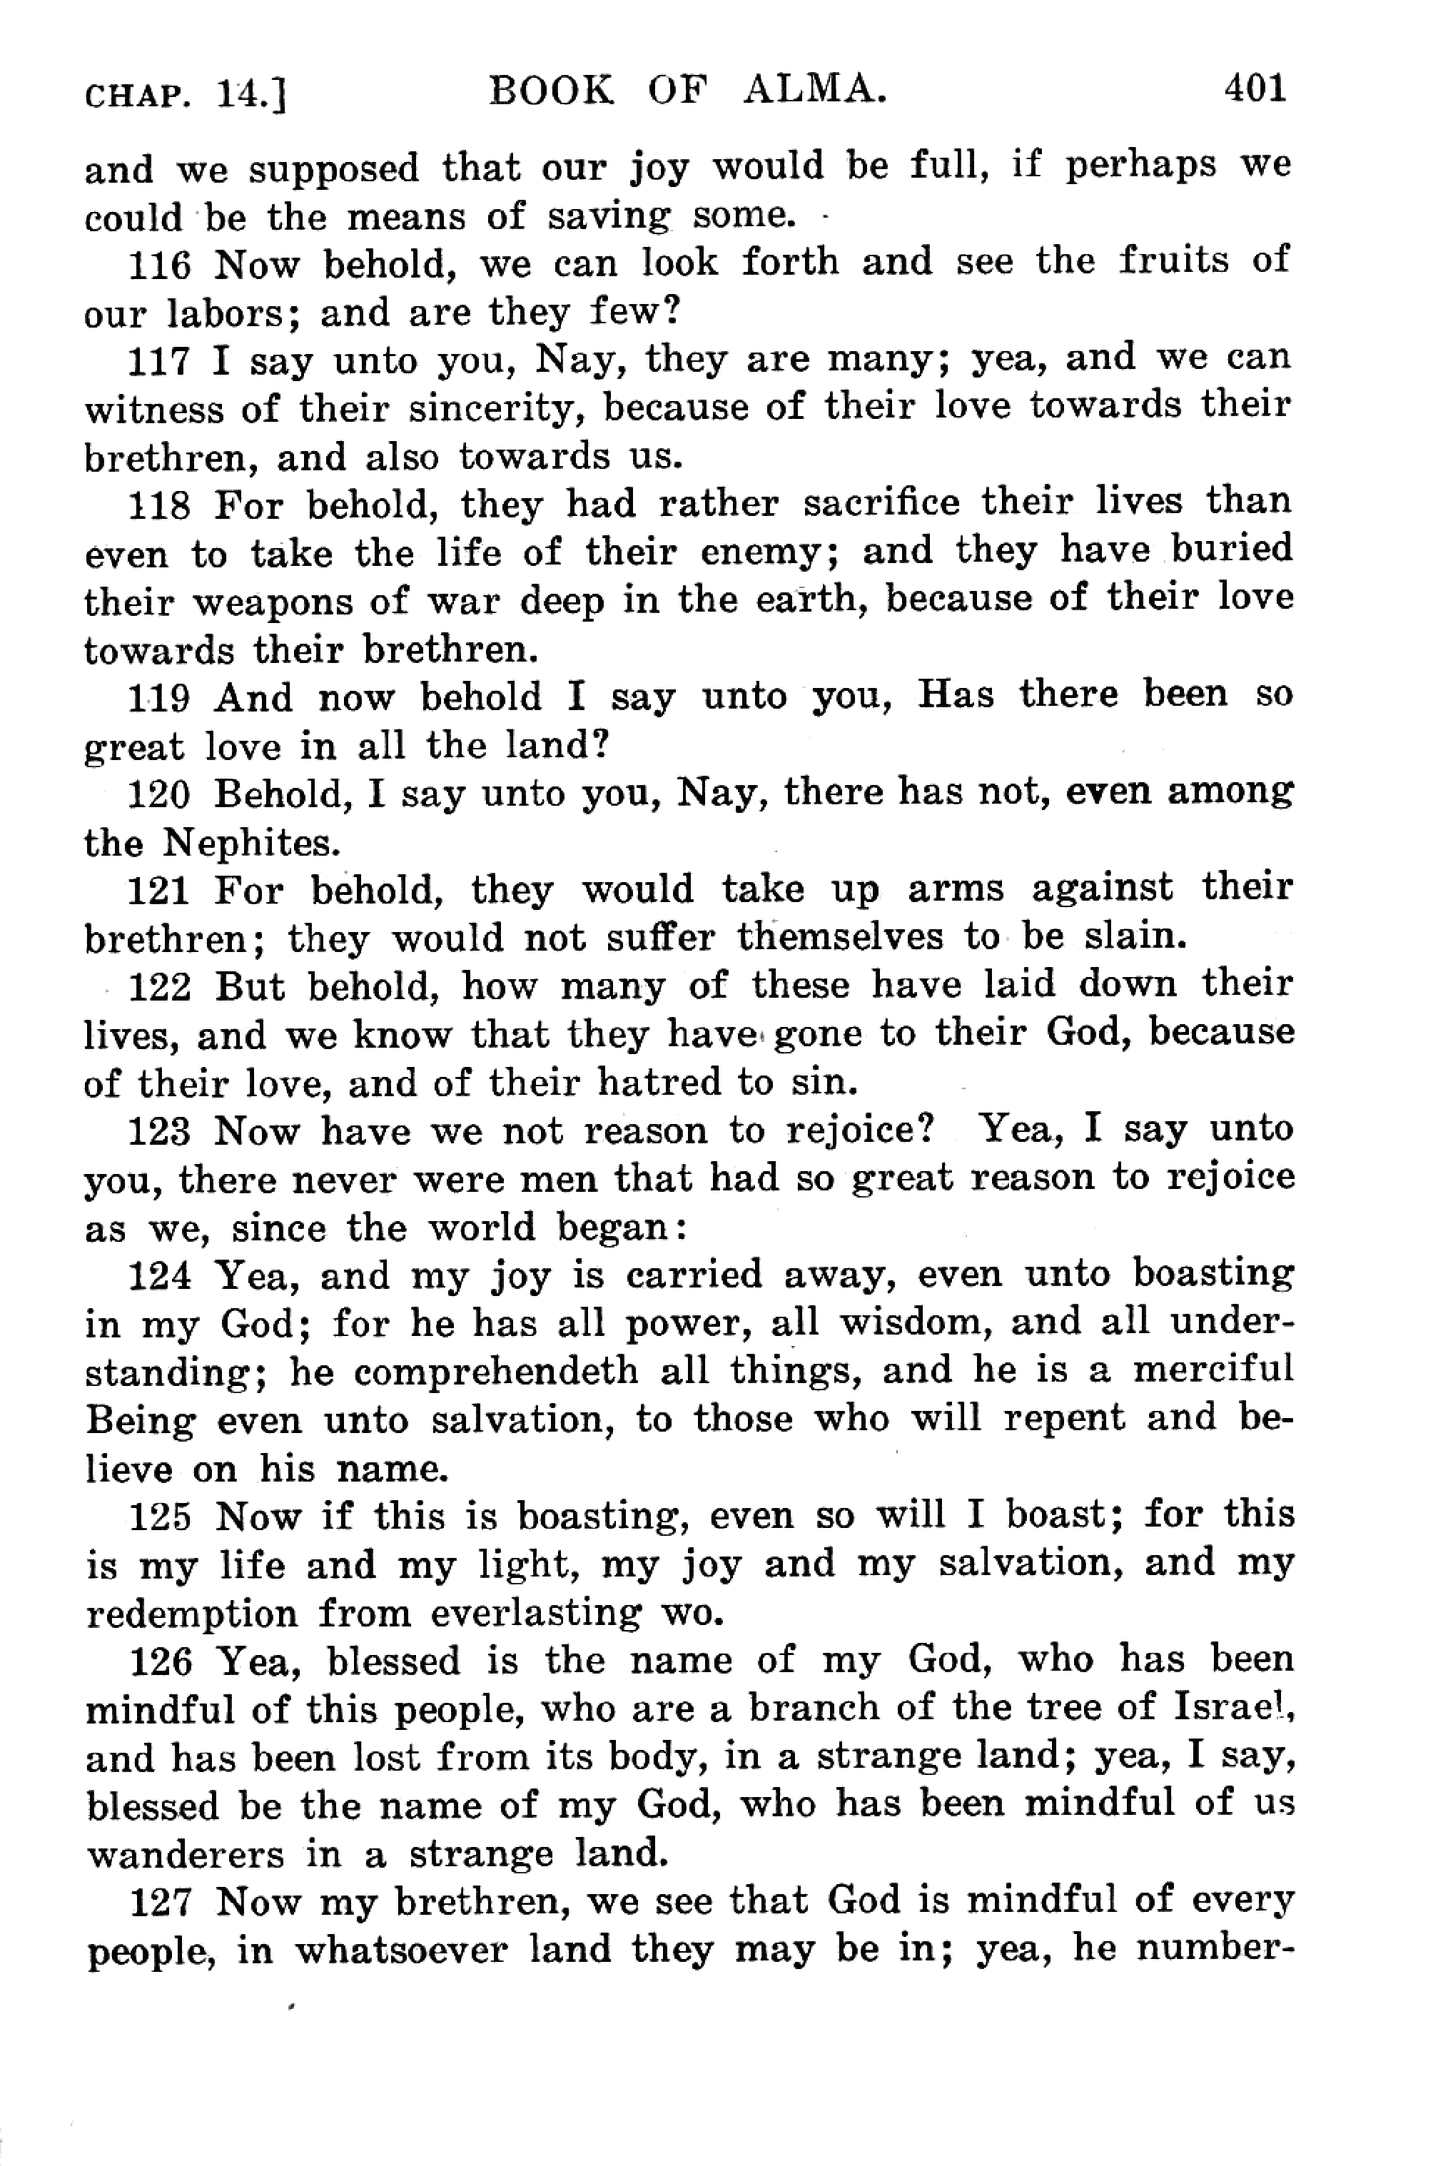 CHAP. 14.] BOOK OF ALMA. 401
and we supposed that our joy would be full, if perhaps we
could be the means of saving some.
116 Now behold, we can look forth and see the fruits of
our labors; and are they few?
117 I say unto you, Nay, they are many; yea, and we can
witness of their sincerity, because of their love towards their
brethren, and also towards us.
118 For behold, they had rather sacrifice their lives than
even to take the life of their enemy; and they have buried
their weapons of war deep in the earth, because of their love
towards their brethren.
119 And now behold I say unto you, Has there been so
great love in all the land?
120 Behold, I say unto you, Nay, there has not, even among
the Nephites.
121 For behold, they would take up arms against their
brethren; they would not suffer themselves to be slain.
122 But behold, how many of these have laid down their
lives, and we know that they have gone to their God, because
of their love, and of their hatred to sin.
123 Now have we not reason to rejoice? Yea, I say unto
you, there never were men that had so great reason to rejoice
as we, since the world began:
124 Yea, and my joy is carried away, even unto boasting
in my God; for he has all power, all wisdom, and all under-
standing; he comprehendeth all things, and he is a merciful
Being even unto salvation, to those who will repent and be-
lieve on his name.
125 Now if this is boasting, even so will I boast; for this
is my life and my light, my joy and my salvation, and my
redemption from everlasting wo.
126 Yea, blessed is the name of my God, who has been
mindful of this people, who are a branch of the tree of Israel,
and has been lost from its body, in a strange land; yea, I say,
blessed be the name of my God, who has been mindful of us
wanderers in a strange land.
127 Now my brethren, we see that God is mindful of every
people, in whatsoever land they may be in; yea, he number-